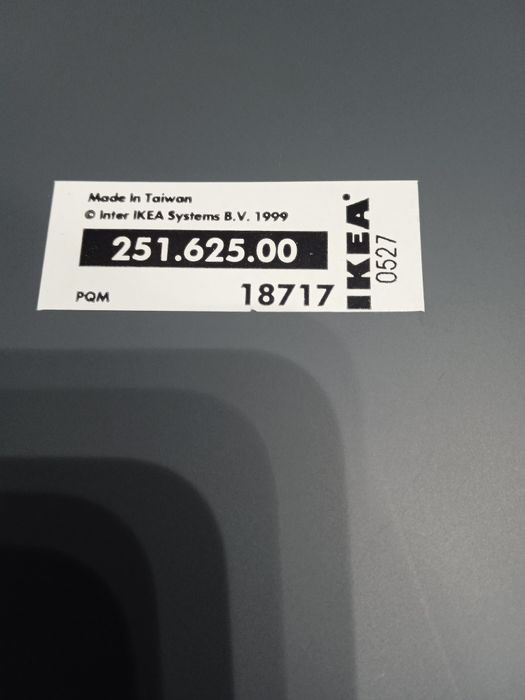 Made In Taiwan
© Inter IKEA Systems B.V. 1999
251.625.00
PQM 18717
IKEA®
0527